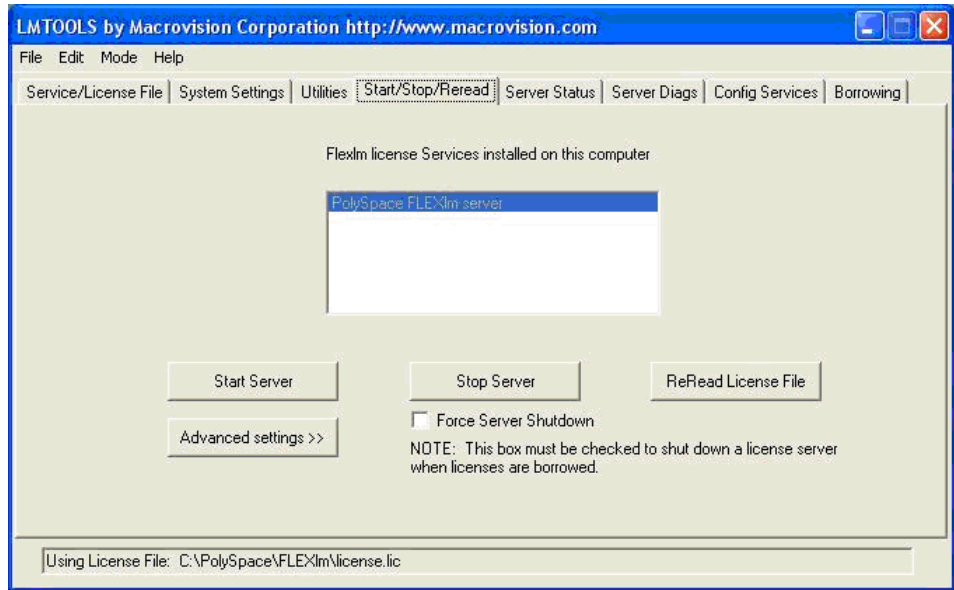 LMTOOLS by Macrovision Corporation http://www.macrovision.com
File Edit Mode Help
Service/License File System Settings Utilities Start/Stop/Reread Server Status Server Diags Config Services Borrowing
Flexlm license Services installed on this computer
PolySpace FLEXlm server
Start Server Stop Server ReRead License File
Force Server Shutdown
Advanced settings >>
NOTE: This box must be checked to shut down a license server
when licenses are borrowed.
Using License File: C:\PolySpace\FLEXlm\license.lic